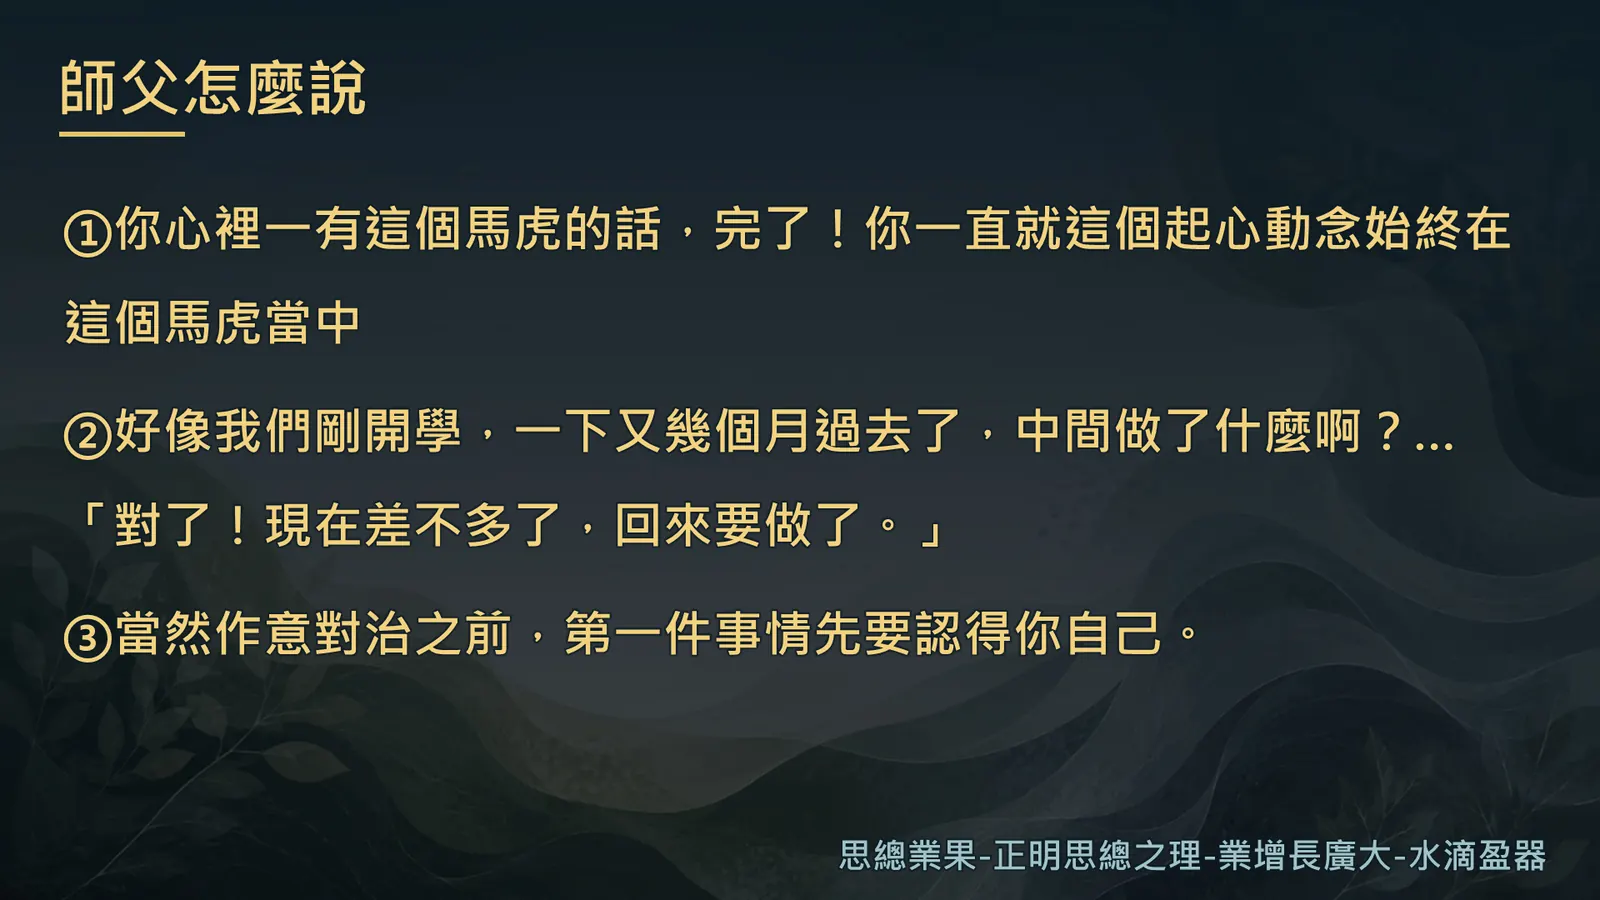 師父怎麼說
①你心裡一有這個馬虎的話，完了！你一直就這個起心動念始終在
這個馬虎當中
②好像我們剛開學，一下又幾個月過去了，中間做了什麼啊？...
「對了！現在差不多了，回來要做了。」
③當然作意對治之前，第一件事情先要認得你自己。
思總業果-正明思總之理-業增長廣大-水滴盈器